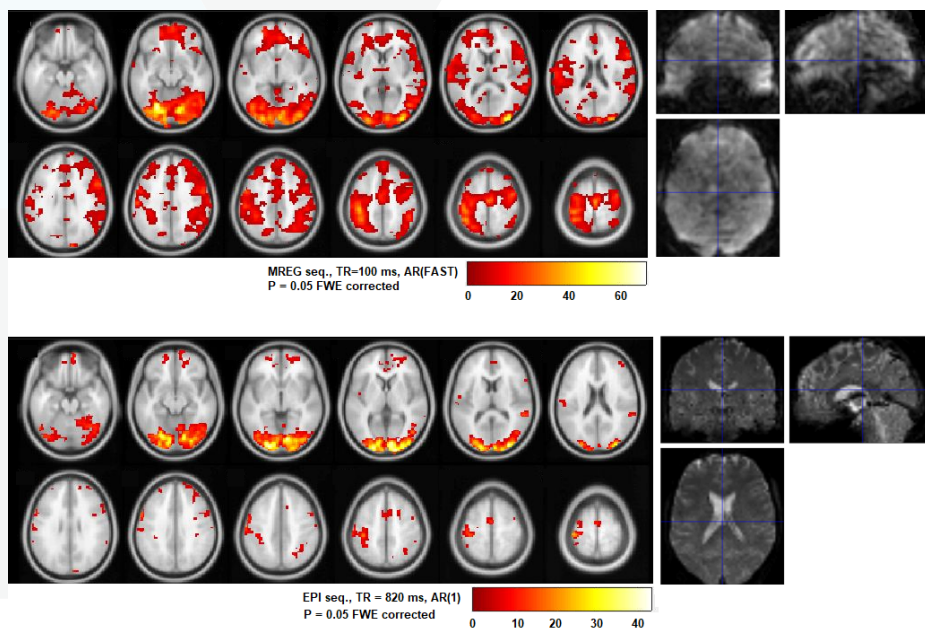 MREG seq., TR=100 ms, AR(FAST)
P = 0.05 FWE corrected
0 20 40 60
EPI seq., TR = 820 ms, AR(1)
P = 0.05 FWE corrected
0 10 20 30 40